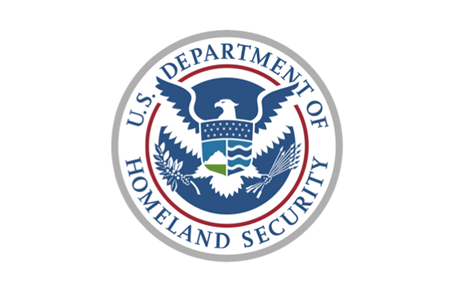 U.S. DEPARTMENT OF
HOMELAND SECURITY